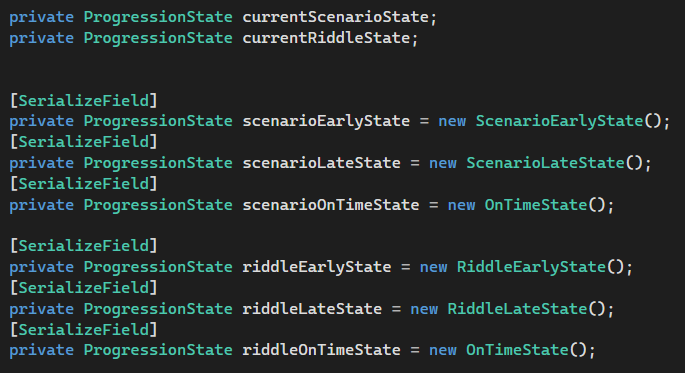 private ProgressionState currentScenarioState;
private ProgressionState currentRiddleState;
[SerializeField]
private ProgressionState scenarioEarlyState = new ScenarioEarlyState();
[SerializeField]
private ProgressionState scenarioLateState = new ScenarioLateState();
[SerializeField]
private ProgressionState scenarioOnTimeState = new OnTimeState();
[SerializeField]
private ProgressionState riddleEarlyState = new RiddleEarlyState();
[SerializeField]
private ProgressionState riddleLateState = new RiddleLateState();
[SerializeField]
private ProgressionState riddleOnTimeState = new OnTimeState();